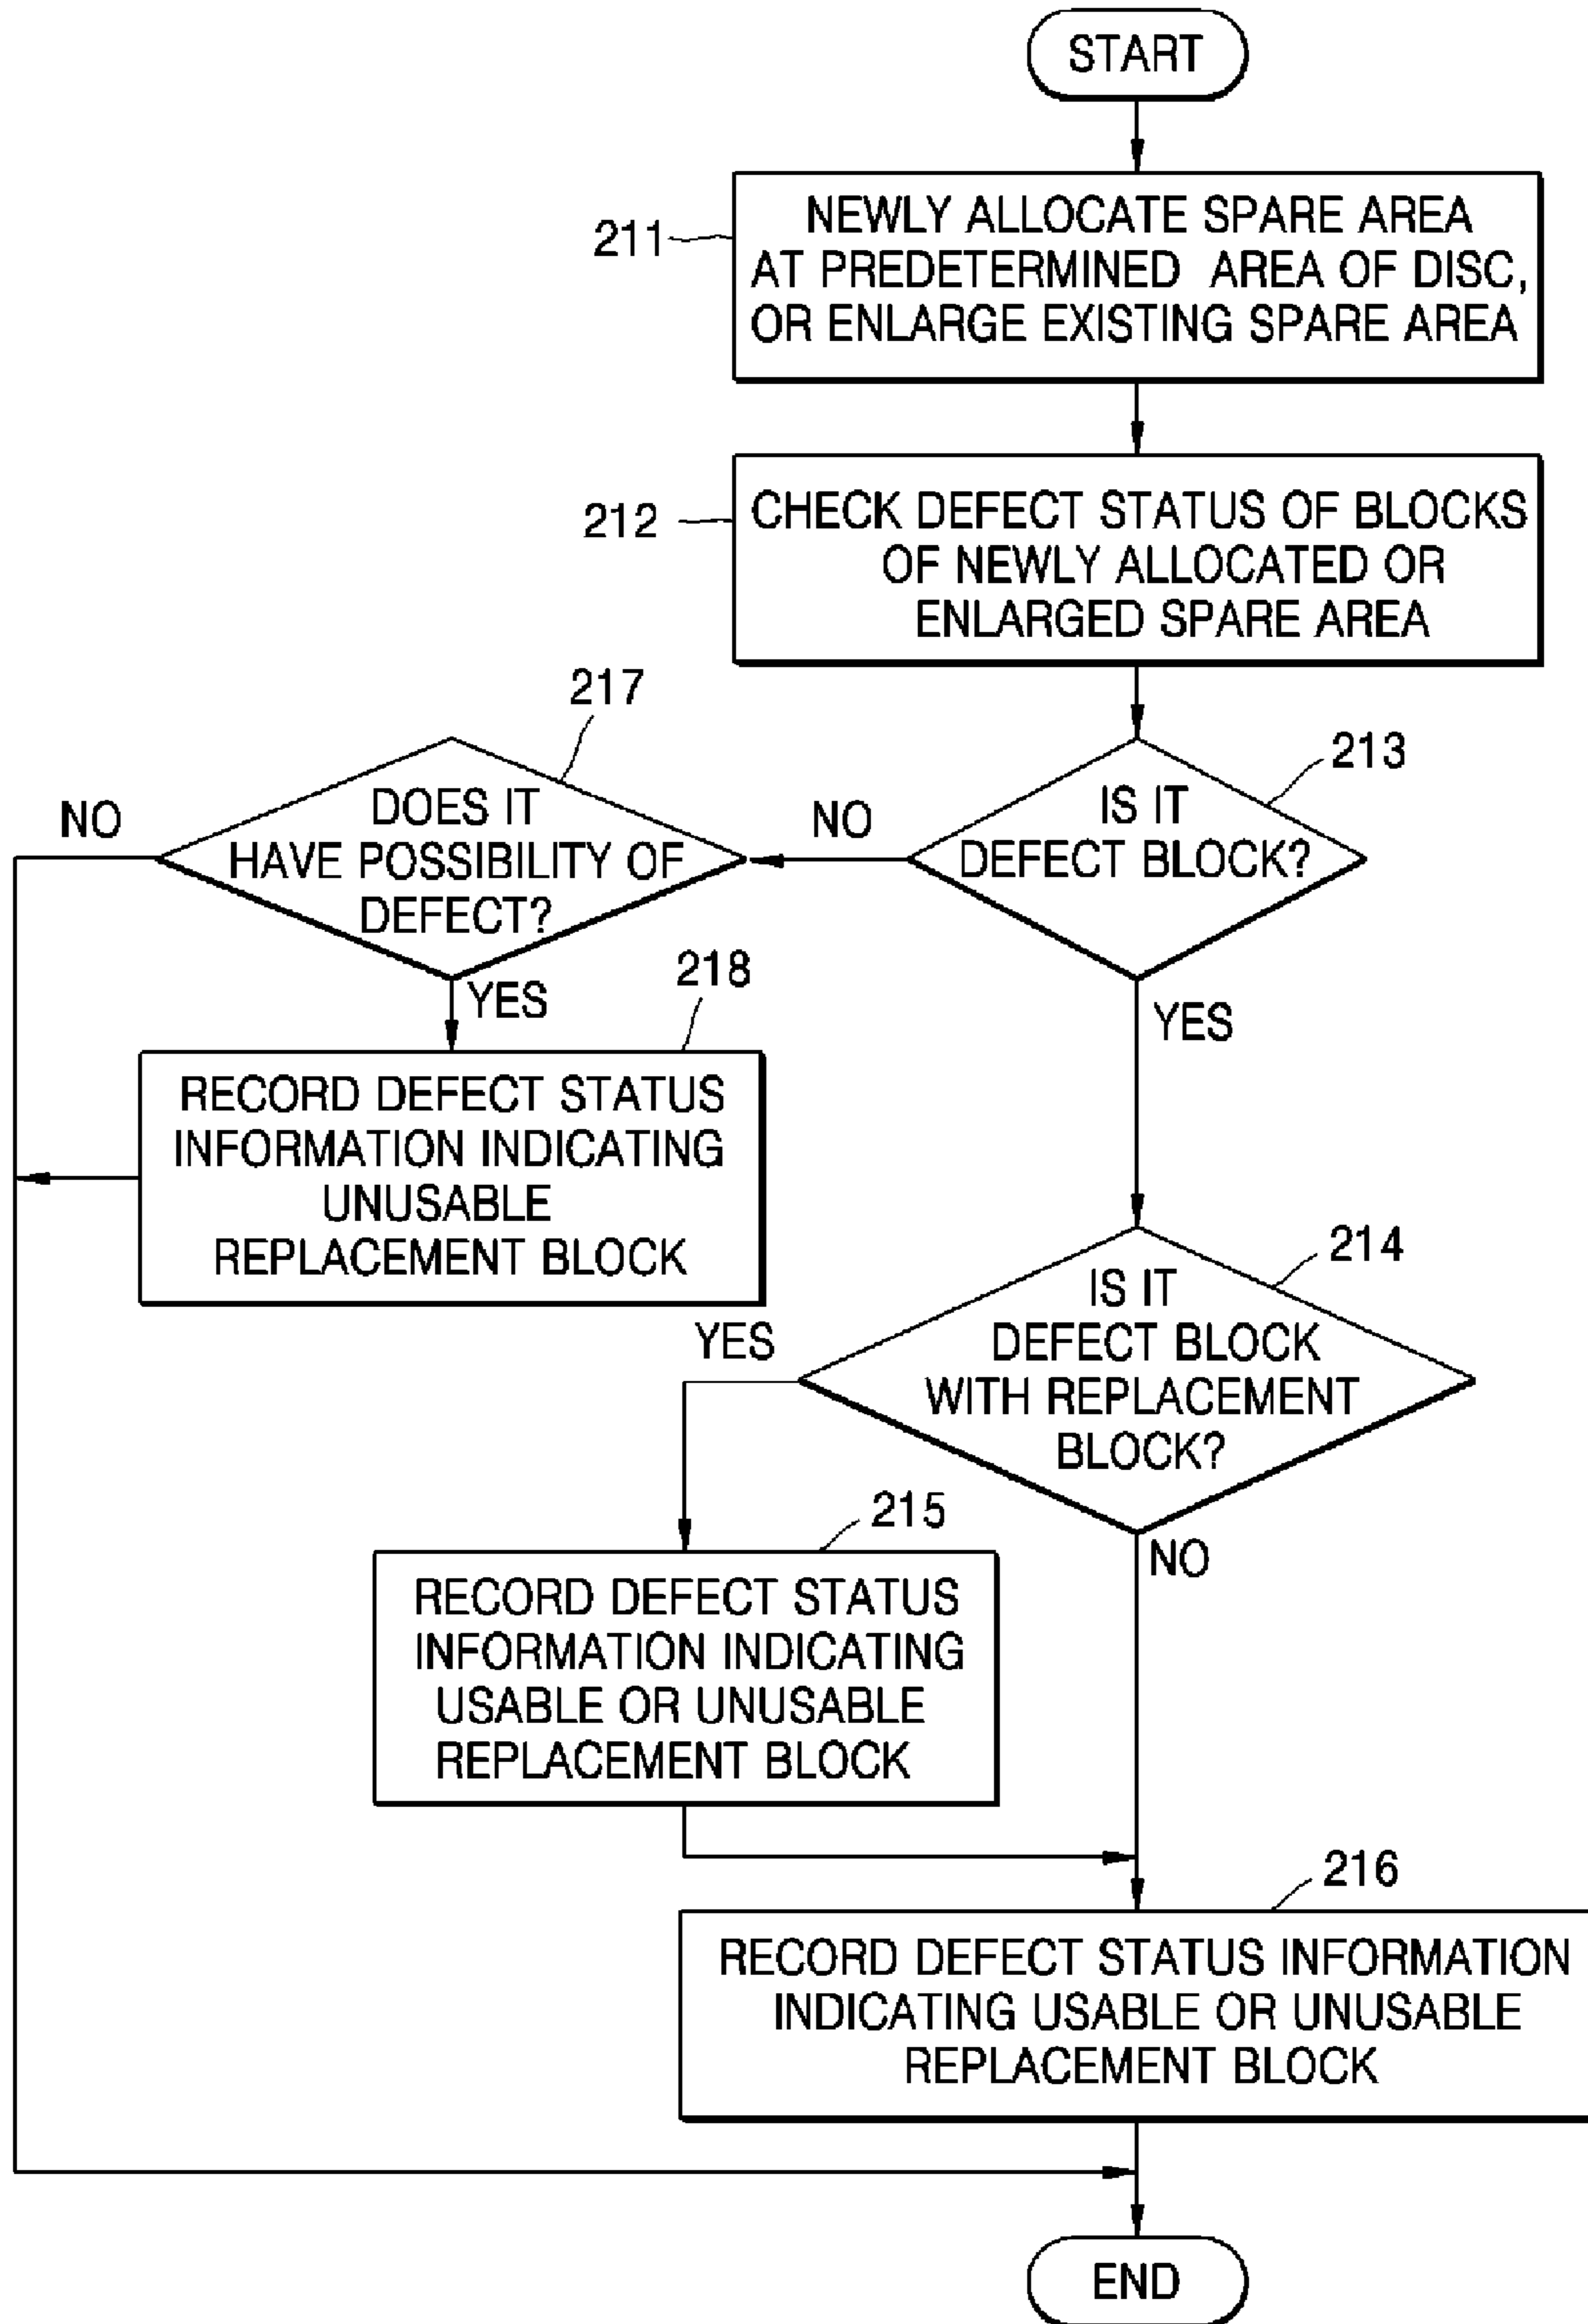 START
211
NEWLY ALLOCATE SPARE AREA
AT PREDETERMINED AREA OF DISC,
OR ENLARGE EXISTING SPARE AREA
212
CHECK DEFECT STATUS OF BLOCKS
OF NEWLY ALLOCATED OR
ENLARGED SPARE AREA
213
IS IT
DEFECT BLOCK?
NO
YES
217
DOES IT
HAVE POSSIBILITY OF
DEFECT?
NO
YES
218
RECORD DEFECT STATUS
INFORMATION INDICATING
UNUSABLE
REPLACEMENT BLOCK
214
IS IT
DEFECT BLOCK
WITH REPLACEMENT
BLOCK?
YES
NO
215
RECORD DEFECT STATUS
INFORMATION INDICATING
USABLE OR UNUSABLE
REPLACEMENT BLOCK
216
RECORD DEFECT STATUS INFORMATION
INDICATING USABLE OR UNUSABLE
REPLACEMENT BLOCK
END